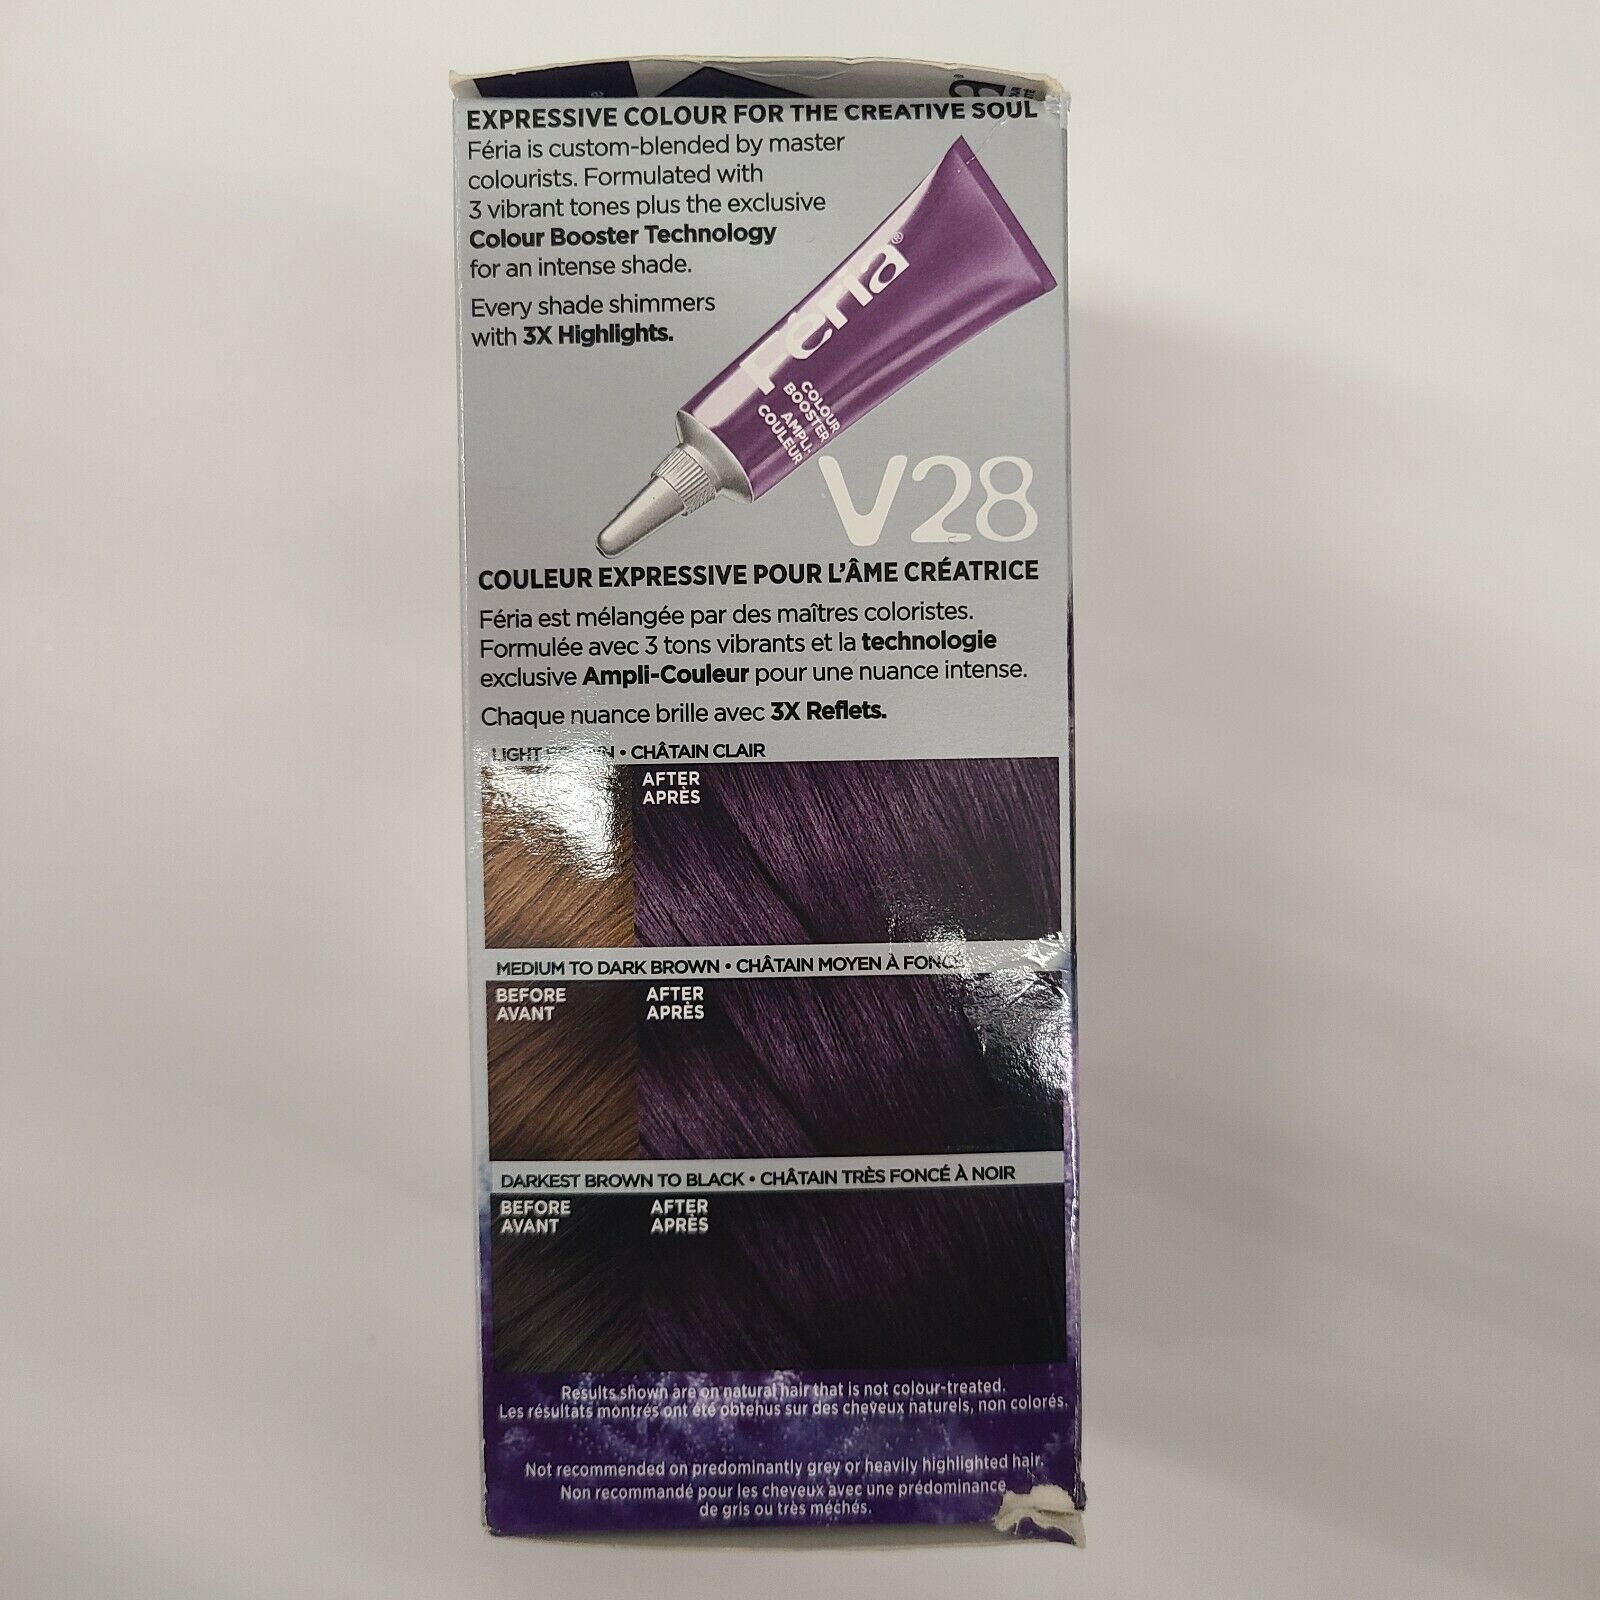 EXPRESSIVE COLOUR FOR THE CREATIVE SOUL
Féria is custom-blended by master
colourists. Formulated with
3 vibrant tones plus the exclusive
Colour Booster Technology
for an intense shade.
Every shade shimmers
with 3X Highlights.
Féria®
COLOUR
BOOSTER
AMPLI-
COULEUR
V28
COULEUR EXPRESSIVE POUR L'ÂME CRÉATRICE
Féria est mélangée par des maîtres coloristes.
Formulée avec 3 tons vibrants et la technologie
exclusive Ampli-Couleur pour une nuance intense.
Chaque nuance brille avec 3X Reflets.
LIGHT • CHÂTAIN CLAIR
AFTER
APRÈS
MEDIUM TO DARK BROWN • CHÂTAIN MOYEN À FONCÉ
BEFORE
AVANT
AFTER
APRÈS
DARKEST BROWN TO BLACK • CHÂTAIN TRÈS FONCÉ À NOIR
BEFORE
AVANT
AFTER
APRÈS
Results shown are on natural hair that is not colour-treated.
Les résultats montrés ont été obtenus sur des cheveux naturels, non colorés.
Not recommended on predominantly grey or heavily highlighted hair.
Non recommandé pour les cheveux avec une prédominance
de gris ou très méchés.